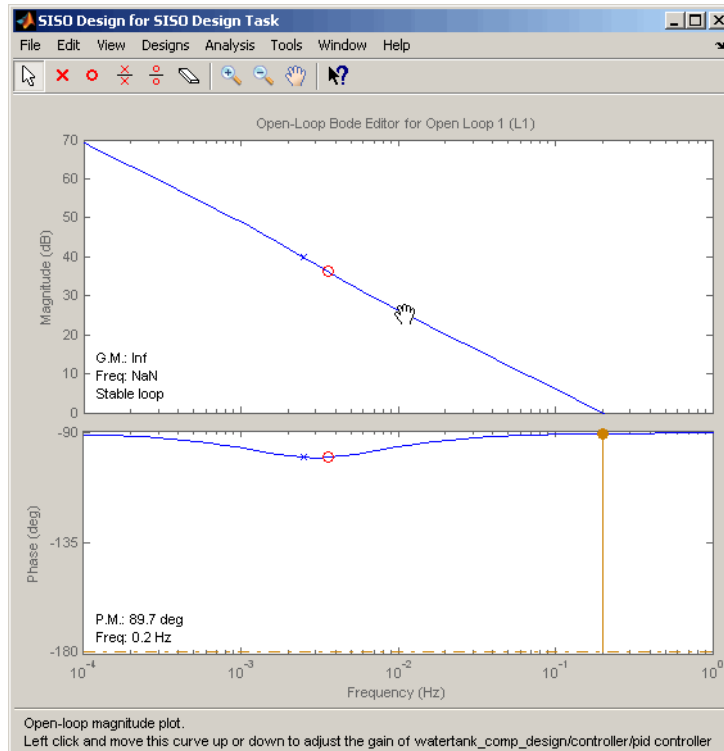 SISO Design for SISO Design Task
File Edit View Designs Analysis Tools Window Help
Open-Loop Bode Editor for Open Loop 1 (L1)
70
60
50
40
30
20
10
0
Magnitude (dB)
G.M.: Inf
Freq: NaN
Stable loop
-90
-135
-180
Phase (deg)
P.M.: 89.7 deg
Freq: 0.2 Hz
10^-4 10^-3 10^-2 10^-1 10^0
Frequency (Hz)
Open-loop magnitude plot.
Left click and move this curve up or down to adjust the gain of watertank_comp_design/controller/pid controller